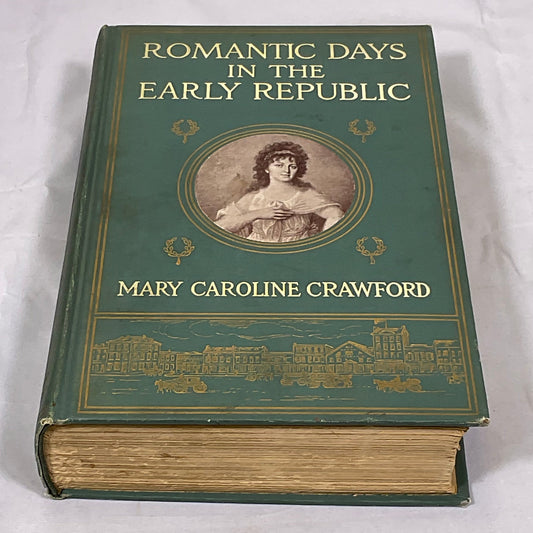 ROMANTIC DAYS
IN THE
EARLY REPUBLIC
MARY CAROLINE CRAWFORD